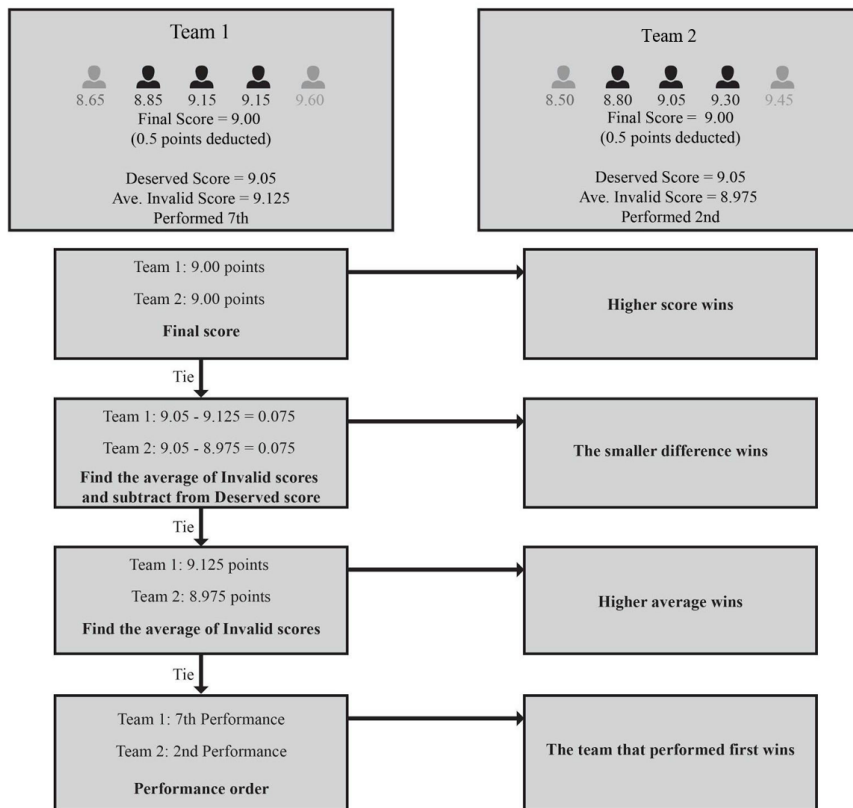 Team 1
8.65 8.85 9.15 9.15 9.60
Final Score = 9.00
(0.5 points deducted)
Deserved Score = 9.05
Ave. Invalid Score = 9.125
Performed 7th
Team 2
8.50 8.80 9.05 9.30 9.45
Final Score = 9.00
(0.5 points deducted)
Deserved Score = 9.05
Ave. Invalid Score = 8.975
Performed 2nd
Team 1: 9.00 points
Team 2: 9.00 points
Final score
Higher score wins
Tie
Team 1: 9.05 - 9.125 = 0.075
Team 2: 9.05 - 8.975 = 0.075
Find the average of Invalid scores
and subtract from Deserved score
The smaller difference wins
Tie
Team 1: 9.125 points
Team 2: 8.975 points
Find the average of Invalid scores
Higher average wins
Tie
Team 1: 7th Performance
Team 2: 2nd Performance
Performance order
The team that performed first wins